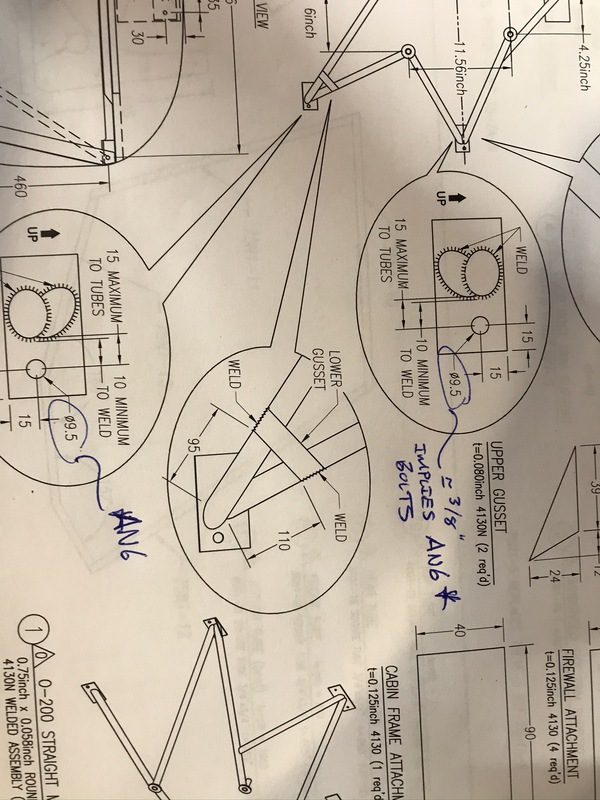 6inch
11.56inch
4.25inch
VIEW
30
35
460
UP
15 MAXIMUM
TO TUBES
WELD
15
15
10 MINIMUM
TO WELD
ø9.5
≈ 3/8"
IMPLIES AN6 *
BOLTS
UP
15 MAXIMUM
TO TUBES
10 MINIMUM
TO WELD
ø9.5
15
AN6
LOWER
GUSSET
WELD
WELD
95
110
UPPER GUSSET
t=0.080inch 4130N (2 req'd)
39
12
24
FIREWALL ATTACHMENT
t=0.125inch 4130 (4 req'd)
40
90
CABIN FRAME ATTACHM
t=0.125inch 4130 (1 req'd
1
O-200 STRAIGHT M
0.75inch x 0.058inch ROUN
4130N WELDED ASSEMBLY (